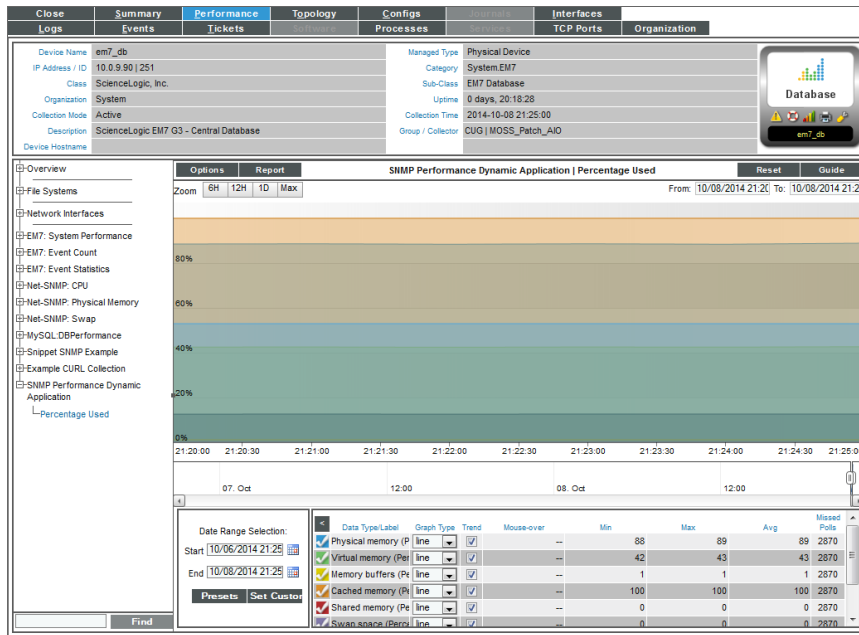 Close Summary Performance Topology Configs Journals Interfaces
Logs Events Tickets Software Processes Services TCP Ports Organization
Device Name em7_db Managed Type Physical Device
IP Address / ID 10.0.9.90 | 251 Category System.EM7
Class ScienceLogic, Inc. Sub-Class EM7 Database
Organization System Uptime 0 days, 20:18:28
Collection Mode Active Collection Time 2014-10-08 21:25:00
Description ScienceLogic EM7 G3 - Central Database Group / Collector CUG | MOSS_Patch_AIO
Device Hostname
Database
em7_db
Overview
File Systems
Network Interfaces
EM7: System Performance
EM7: Event Count
EM7: Event Statistics
Net-SNMP: CPU
Net-SNMP: Physical Memory
Net-SNMP: Swap
MySQL:DBPerformance
Snippet SNMP Example
Example CURL Collection
SNMP Performance Dynamic
Application
Percentage Used
Find
Options Report SNMP Performance Dynamic Application | Percentage Used Reset Guide
Zoom 6H 12H 1D Max From: 10/08/2014 21:20 To: 10/08/2014 21:2
80%
60%
40%
20%
0%
21:20:00 21:20:30 21:21:00 21:21:30 21:22:00 21:22:30 21:23:00 21:23:30 21:24:00 21:24:30 21:25:0
07. Oct 12:00 08. Oct 12:00
Date Range Selection:
Start 10/06/2014 21:25
End 10/08/2014 21:25
Presets Set Custor
< Data Type/Label Graph Type Trend Mouse-over Min Max Avg Missed Polls
Physical memory (P line -- 88 89 89 2870
Virtual memory (Per line -- 42 43 43 2870
Memory buffers (Pe line -- 1 1 1 2870
Cached memory (Pe line -- 100 100 100 2870
Shared memory (Pe line -- 0 0 0 2870
Swap space (Perc line -- 0 0 0 2870